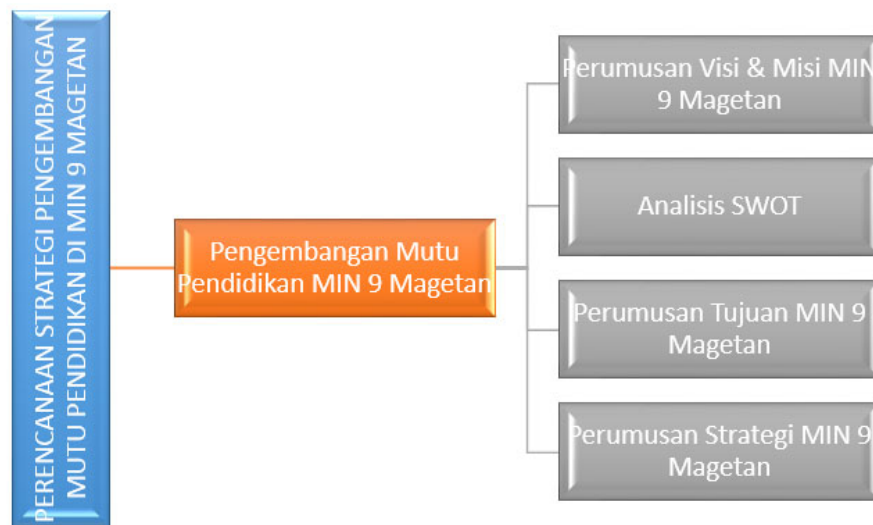 PERENCANAAN STRATEGI PENGEMBANGAN
MUTU PENDIDIKAN DI MIN 9 MAGETAN
Pengembangan Mutu
Pendidikan MIN 9 Magetan
Perumusan Visi & Misi MIN
9 Magetan
Analisis SWOT
Perumusan Tujuan MIN 9
Magetan
Perumusan Strategi MIN 9
Magetan